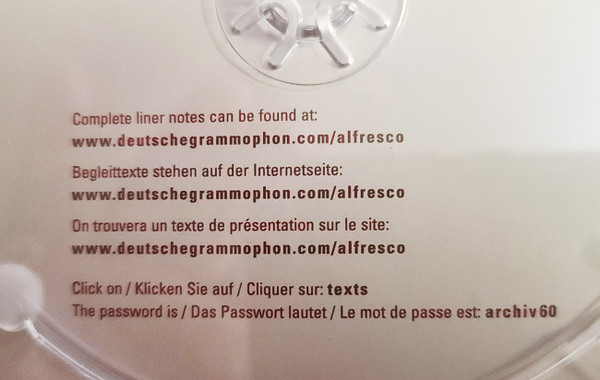 Complete liner notes can be found at:
www.deutschegrammophon.com/alfresco
Begleittexte stehen auf der Internetseite:
www.deutschegrammophon.com/alfresco
On trouvera un texte de présentation sur le site:
www.deutschegrammophon.com/alfresco
Click on / Klicken Sie auf / Cliquer sur: texts
The password is / Das Passwort lautet / Le mot de passe est: archiv60